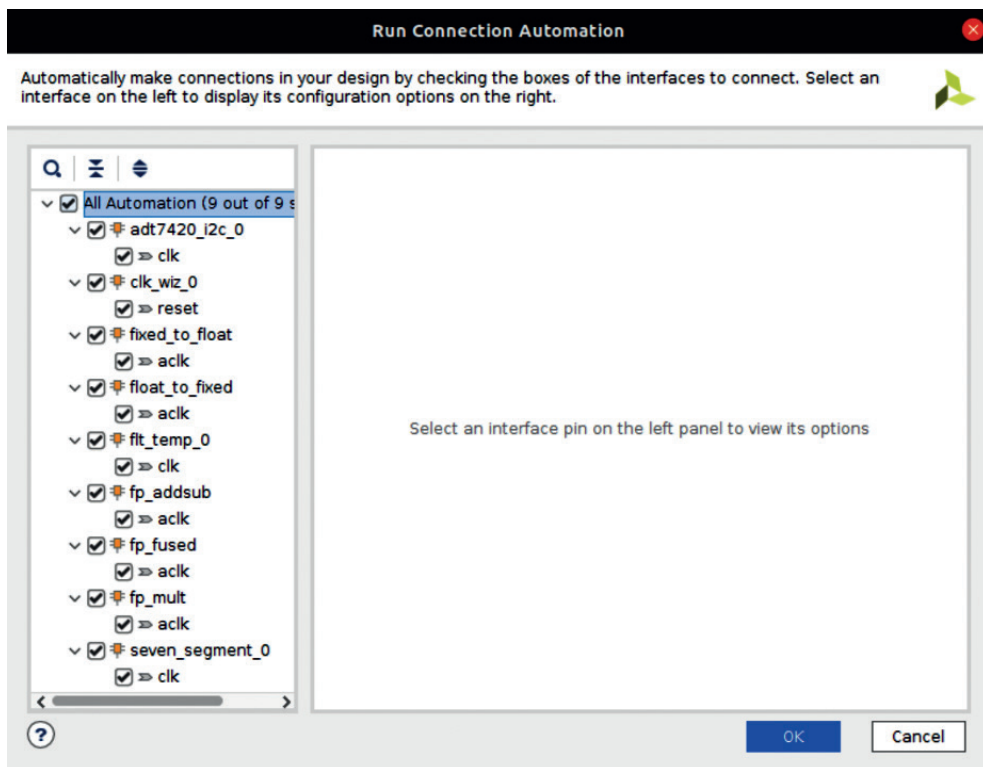 Run Connection Automation
Automatically make connections in your design by checking the boxes of the interfaces to connect. Select an
interface on the left to display its configuration options on the right.
All Automation (9 out of 9 s
adt7420_i2c_0
clk
clk_wiz_0
reset
fixed_to_float
aclk
float_to_fixed
aclk
flt_temp_0
clk
fp_addsub
aclk
fp_fused
aclk
fp_mult
aclk
seven_segment_0
clk
Select an interface pin on the left panel to view its options
?
OK
Cancel